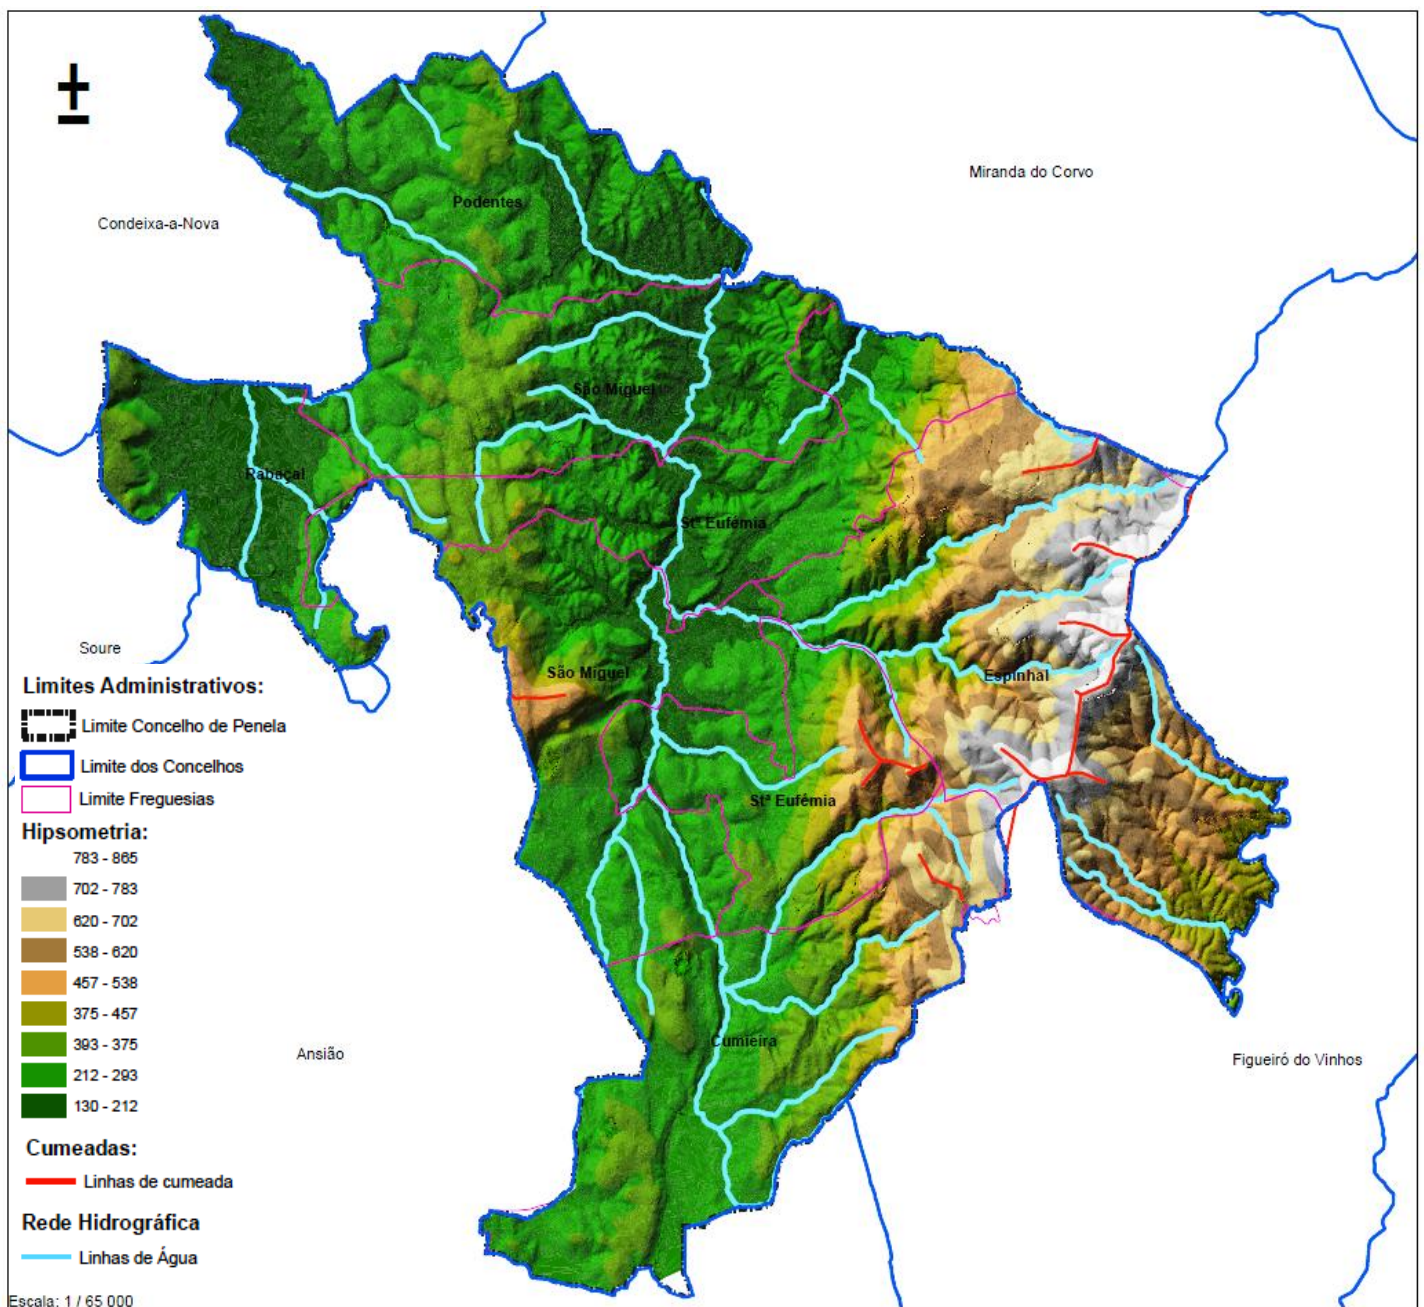 Miranda do Corvo
Podentes
Condeixa-a-Nova
São Miguel
Rabaçal
Stª Eufémia
Soure
São Miguel
Espinhal
Limites Administrativos:
Limite Concelho de Penela
Limite dos Concelhos
Limite Freguesias
Stª Eufémia
Hipsometria:
783 - 865
702 - 783
620 - 702
538 - 620
457 - 538
375 - 457
393 - 375
212 - 293
130 - 212
Cumieira
Ansião
Figueiró do Vinhos
Cumeadas:
Linhas de cumeada
Rede Hidrográfica
Linhas de Água
Escala: 1 / 65 000